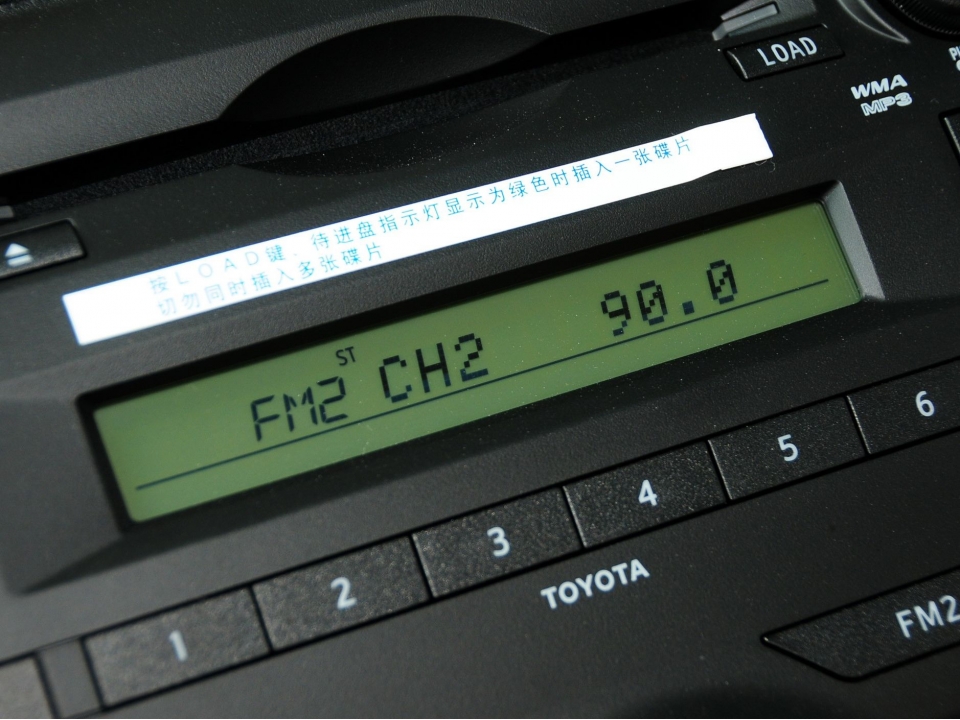 LOAD
WMA
MP3
按LOAD键、待进盘指示灯显示为绿色时插入一张碟片
切勿同时插入多张碟片
ST
FM2 CH2 90.0
1 2 3 4 5 6
TOYOTA
FM2